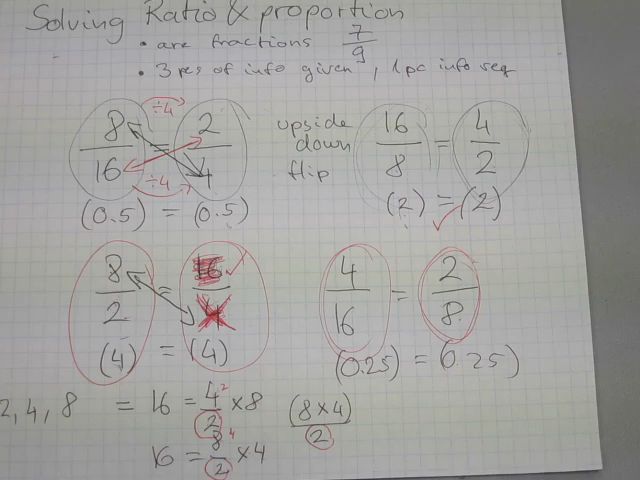 Solving Ratio & proportion
• are fractions 7/9
• 3 pcs of info given, 1 pc info req
÷4
8/16 = 2/4
÷4
(0.5) = (0.5)
upside down flip
16/8 = 4/2
(2) = (2)
8/2 = 16/4
(4) = (4)
4/16 = 2/8
(0.25) = (0.25)
2, 4, 8 = 16 = 4/2 × 8 (8×4)/2
2
16 = 8/2 × 4
4